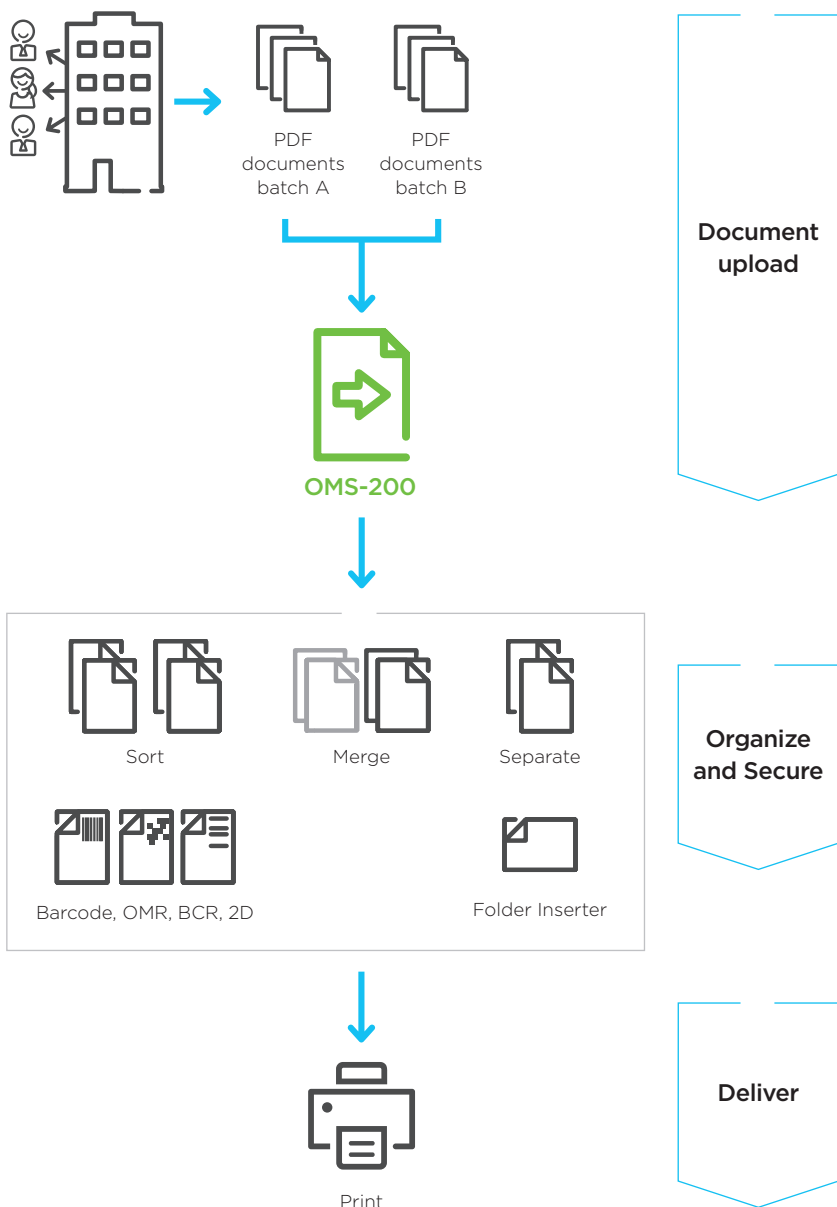 PDF
documents
batch A
PDF
documents
batch B
Document
upload
OMS-200
Sort
Merge
Separate
Organize
and Secure
Barcode, OMR, BCR, 2D
Folder Inserter
Deliver
Print